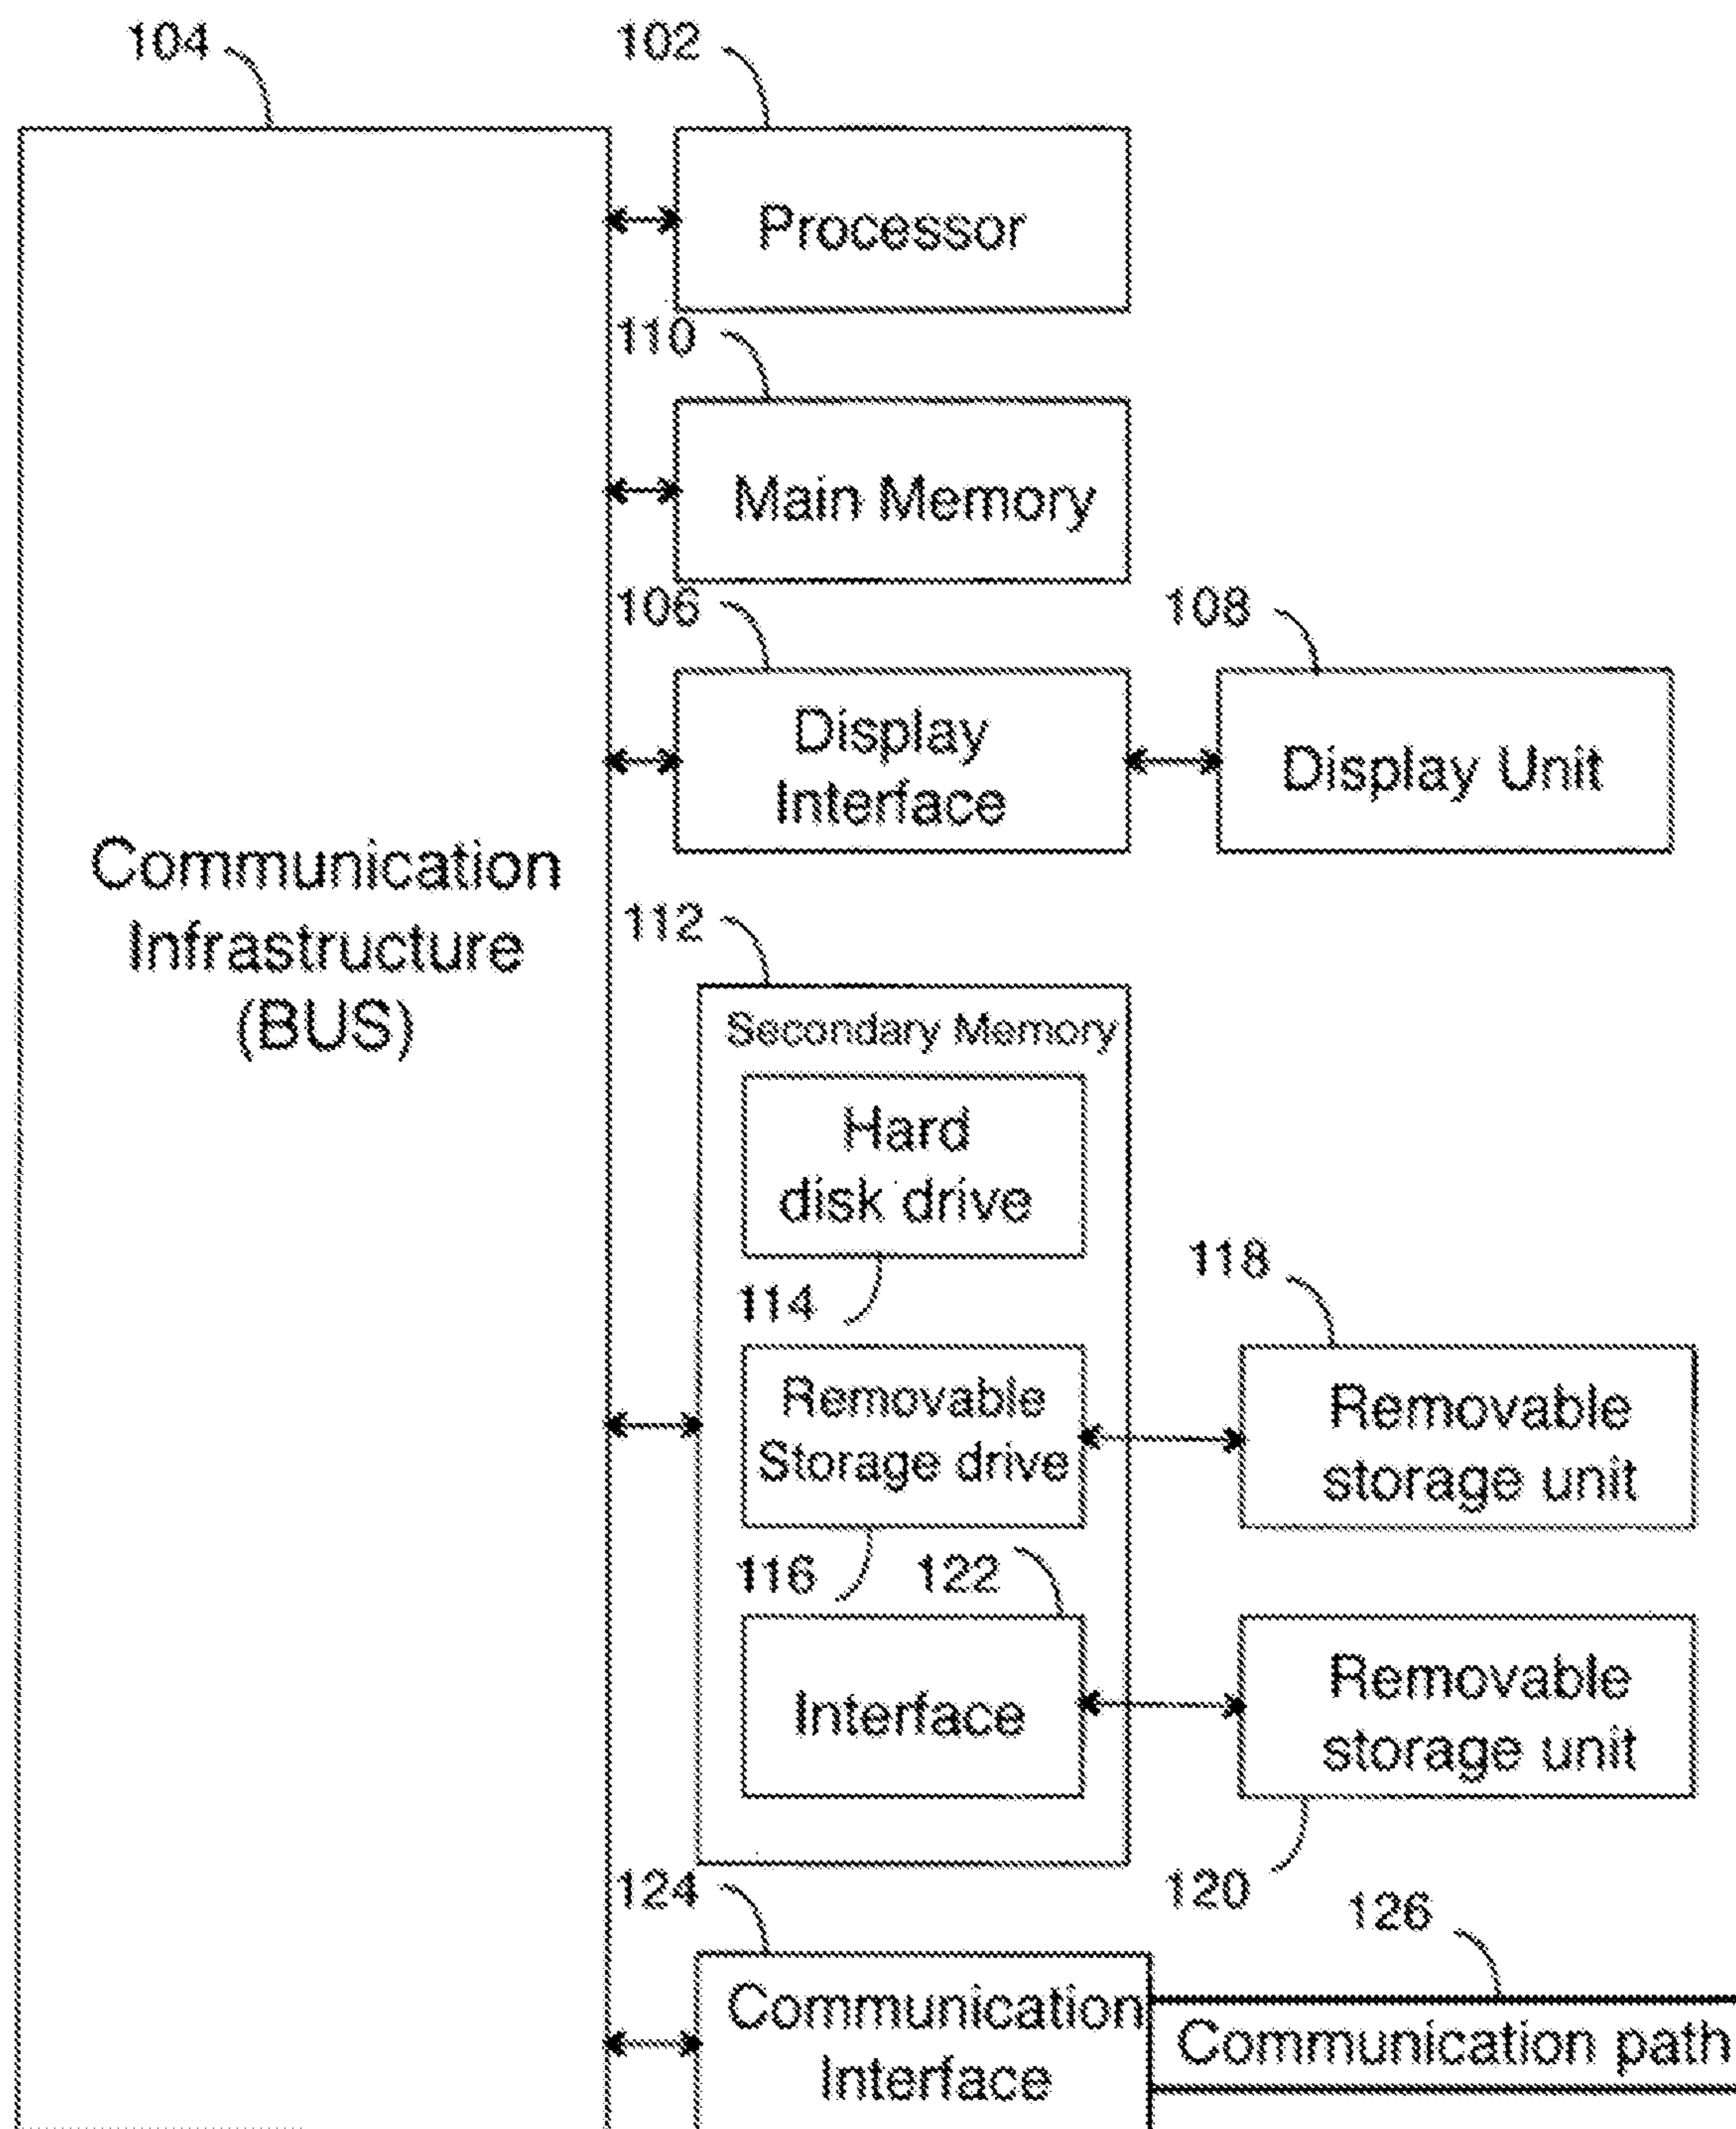 104
102
Processor
110
Main Memory
106
108
Display
Interface
Display Unit
Communication
Infrastructure
(BUS)
112
Secondary Memory
Hard
disk drive
114
118
Removable
Storage drive
Removable
storage unit
116
122
Interface
Removable
storage unit
120
124
126
Communication
Interface
Communication path